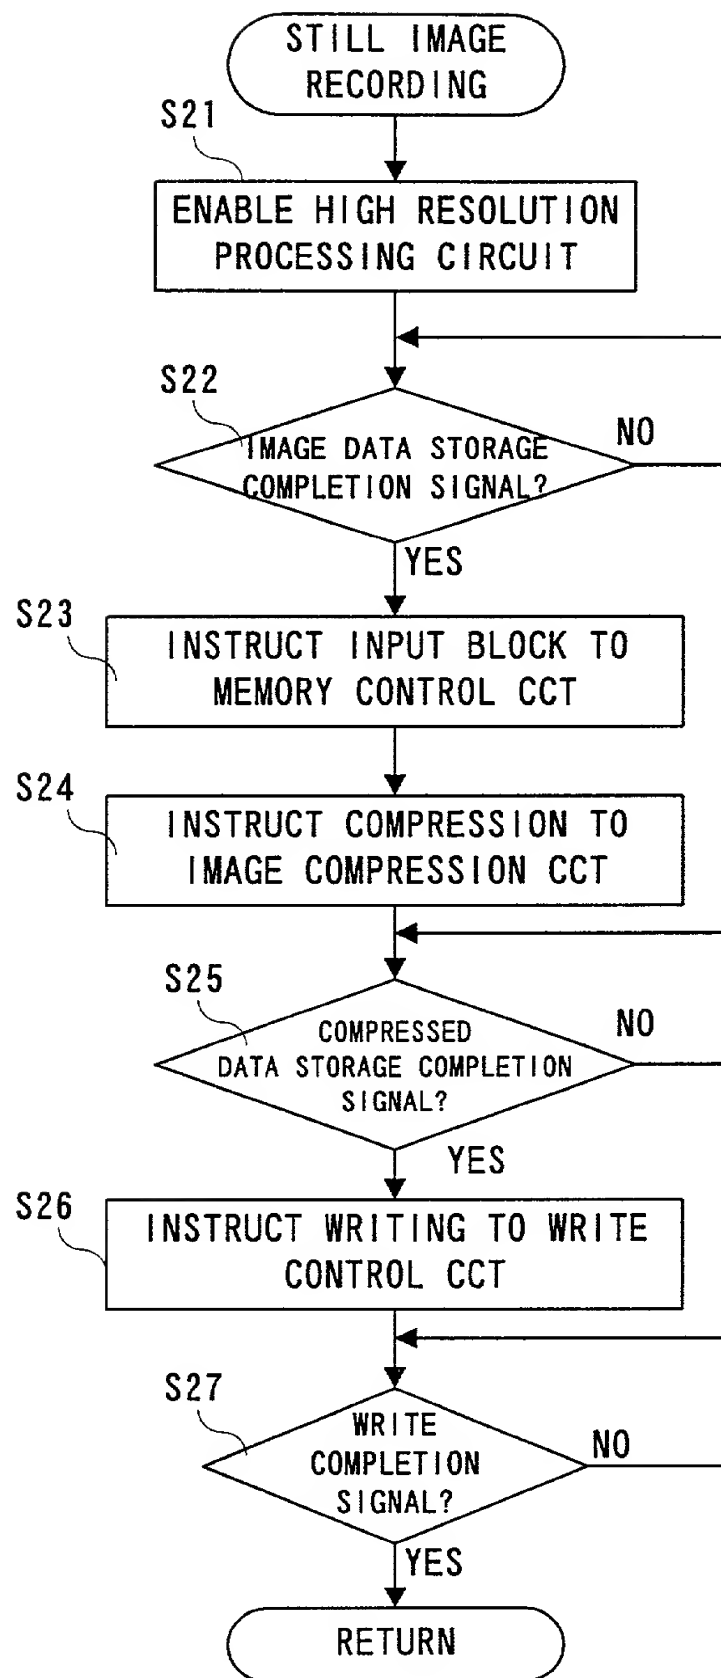 STILL IMAGE
RECORDING
S21
ENABLE HIGH RESOLUTION
PROCESSING CIRCUIT
S22
IMAGE DATA STORAGE
COMPLETION SIGNAL?
NO
YES
S23
INSTRUCT INPUT BLOCK TO
MEMORY CONTROL CCT
S24
INSTRUCT COMPRESSION TO
IMAGE COMPRESSION CCT
S25
COMPRESSED
DATA STORAGE COMPLETION
SIGNAL?
NO
YES
S26
INSTRUCT WRITING TO WRITE
CONTROL CCT
S27
WRITE
COMPLETION
SIGNAL?
NO
YES
RETURN